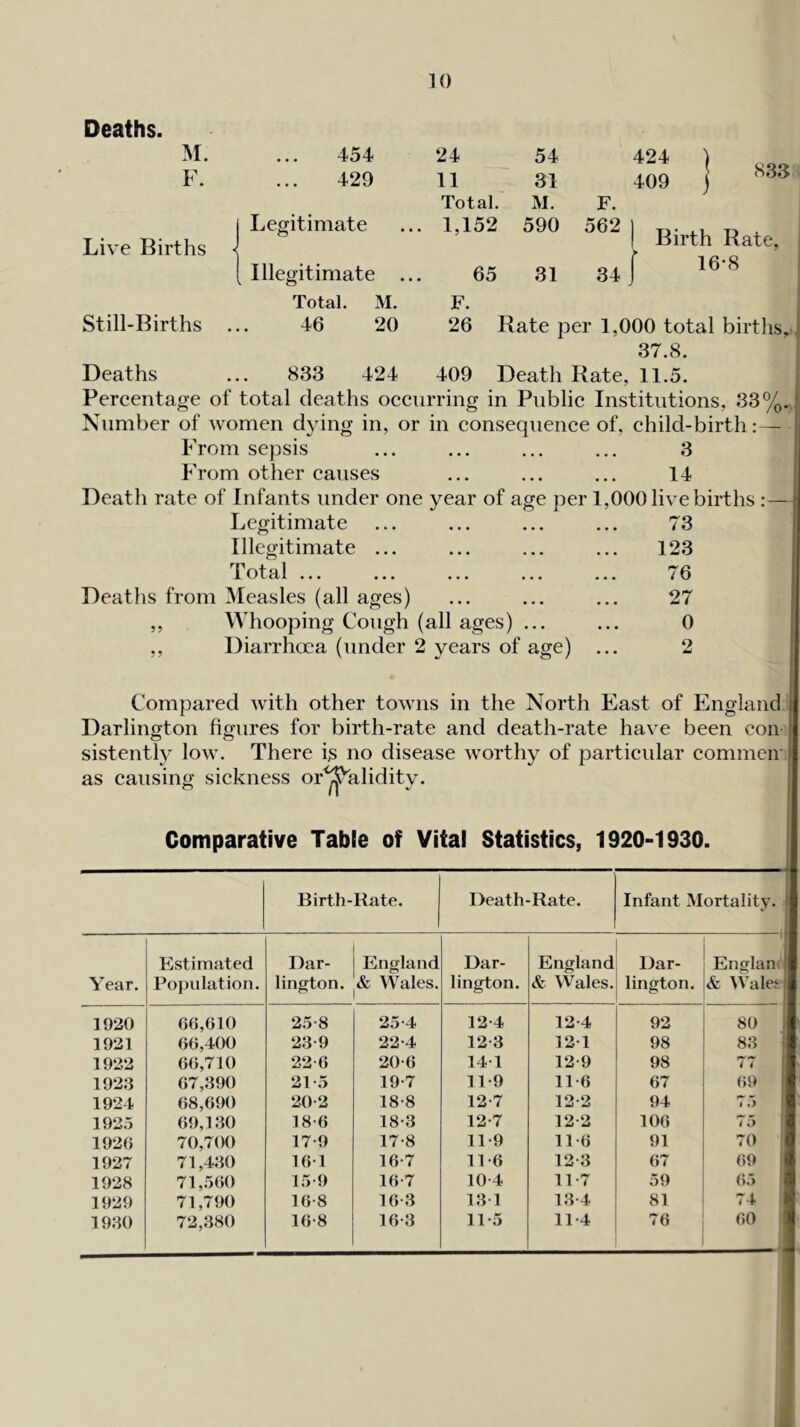 10
Deaths.
M. ... 454 24 54 424
F. ... 429 11 31 409 } 833
Total. M. F.
Live Births { Legitimate ... 1,152 590 562 } Birth Rate,
Illegitimate ... 65 31 34 16·8
Total. M. F.
Still-Births ... 46 20 26 Rate per 1,000 total births,
37.8.
Deaths ... 833 424 409 Death Rate, 11.5.
Percentage of total deaths occurring in Public Institutions, 33%.
Number of women dying in, or in consequence of, child-birth:—
From sepsis ... ... ... ... 3
From other causes ... ... ... 14
Death rate of Infants under one year of age per 1,000 live births :—
Legitimate ... ... ... ... 73
Illegitimate ... ... ... ... 123
Total ... ... ... ... ... 76
Deaths from Measles (all ages) ... ... ... 27
,, Whooping Cough (all ages) ... ... 0
,, Diarrhœa (under 2 years of age) ... 2
Compared with other towns in the North East of England
Darlington figures for birth-rate and death-rate have been con-
sistently low. There is no disease worthy of particular commen
as causing sickness or alidity.
Comparative Table of Vital Statistics, 1920-1930.
Birth-Rate. Death-Rate. Infant Mortality.
Year. Estimated Population. Dar-lington. England & Wales. Dar-lington. England & Wales. Dar-lington. Englan & Wales
1920 66,610 25·8 25·4 12·4 12·4 92 80
1921 66,400 23·9 22·4 12·3 12·1 98 83
1922 66,710 22·6 20·6 14·1 12·9 98 77
1923 67,390 21·5 19·7 11·9 11·6 67 69
1924 68,690 20·2 18·8 12·7 12·2 94 75
1925 69,130 18·6 18·3 12·7 12·2 106 75
1926 70,700 17·9 17·8 11·9 11·6 91 70
1927 71,430 16·1 16·7 11·6 12·3 67 69
1928 71,560 15·9 16·7 10·4 11·7 59 65
1929 71,790 16·8 16·3 13·1 13·4 81 74
1930 72,380 16·8 16·3 11·5 11·4 76 60